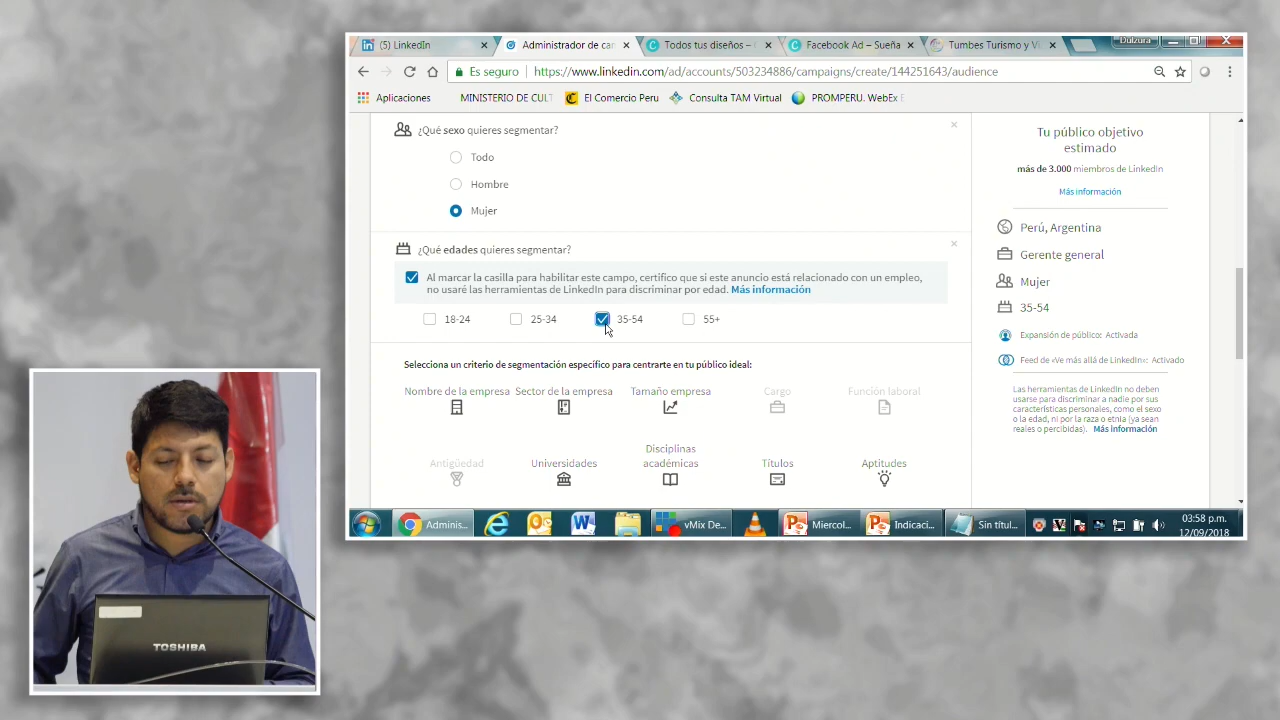 (5) LinkedIn
Administrador de car
Todos tus diseños –
Facebook Ad – Sueña
Tumbes Turismo y Vi
Dulzura
Es seguro
https://www.linkedin.com/ad/accounts/503234886/campaigns/create/144251643/audience
Aplicaciones
MINISTERIO DE CULT
El Comercio Peru
Consulta TAM Virtual
PROMPERU. WebEx E
¿Qué sexo quieres segmentar?
Todo
Hombre
Mujer
¿Qué edades quieres segmentar?
Al marcar la casilla para habilitar este campo, certifico que si este anuncio está relacionado con un empleo,
no usaré las herramientas de LinkedIn para discriminar por edad. Más información
18-24
25-34
35-54
55+
Selecciona un criterio de segmentación específico para centrarte en tu público ideal:
Nombre de la empresa
Sector de la empresa
Tamaño empresa
Cargo
Función laboral
Antigüedad
Universidades
Disciplinas
académicas
Títulos
Aptitudes
Tu público objetivo
estimado
más de 3.000 miembros de LinkedIn
Más información
Perú, Argentina
Gerente general
Mujer
35-54
Expansión de público: Activada
Feed de «Ve más allá de LinkedIn»: Activado
Las herramientas de LinkedIn no deben
usarse para discriminar a nadie por sus
características personales, como el sexo
o la edad, ni por la raza o etnia (ya sean
reales o percibidas). Más información
Adminis...
vMix De...
Miercol...
Indicaci...
Sin títul...
03:58 p.m.
12/09/2018
TOSHIBA